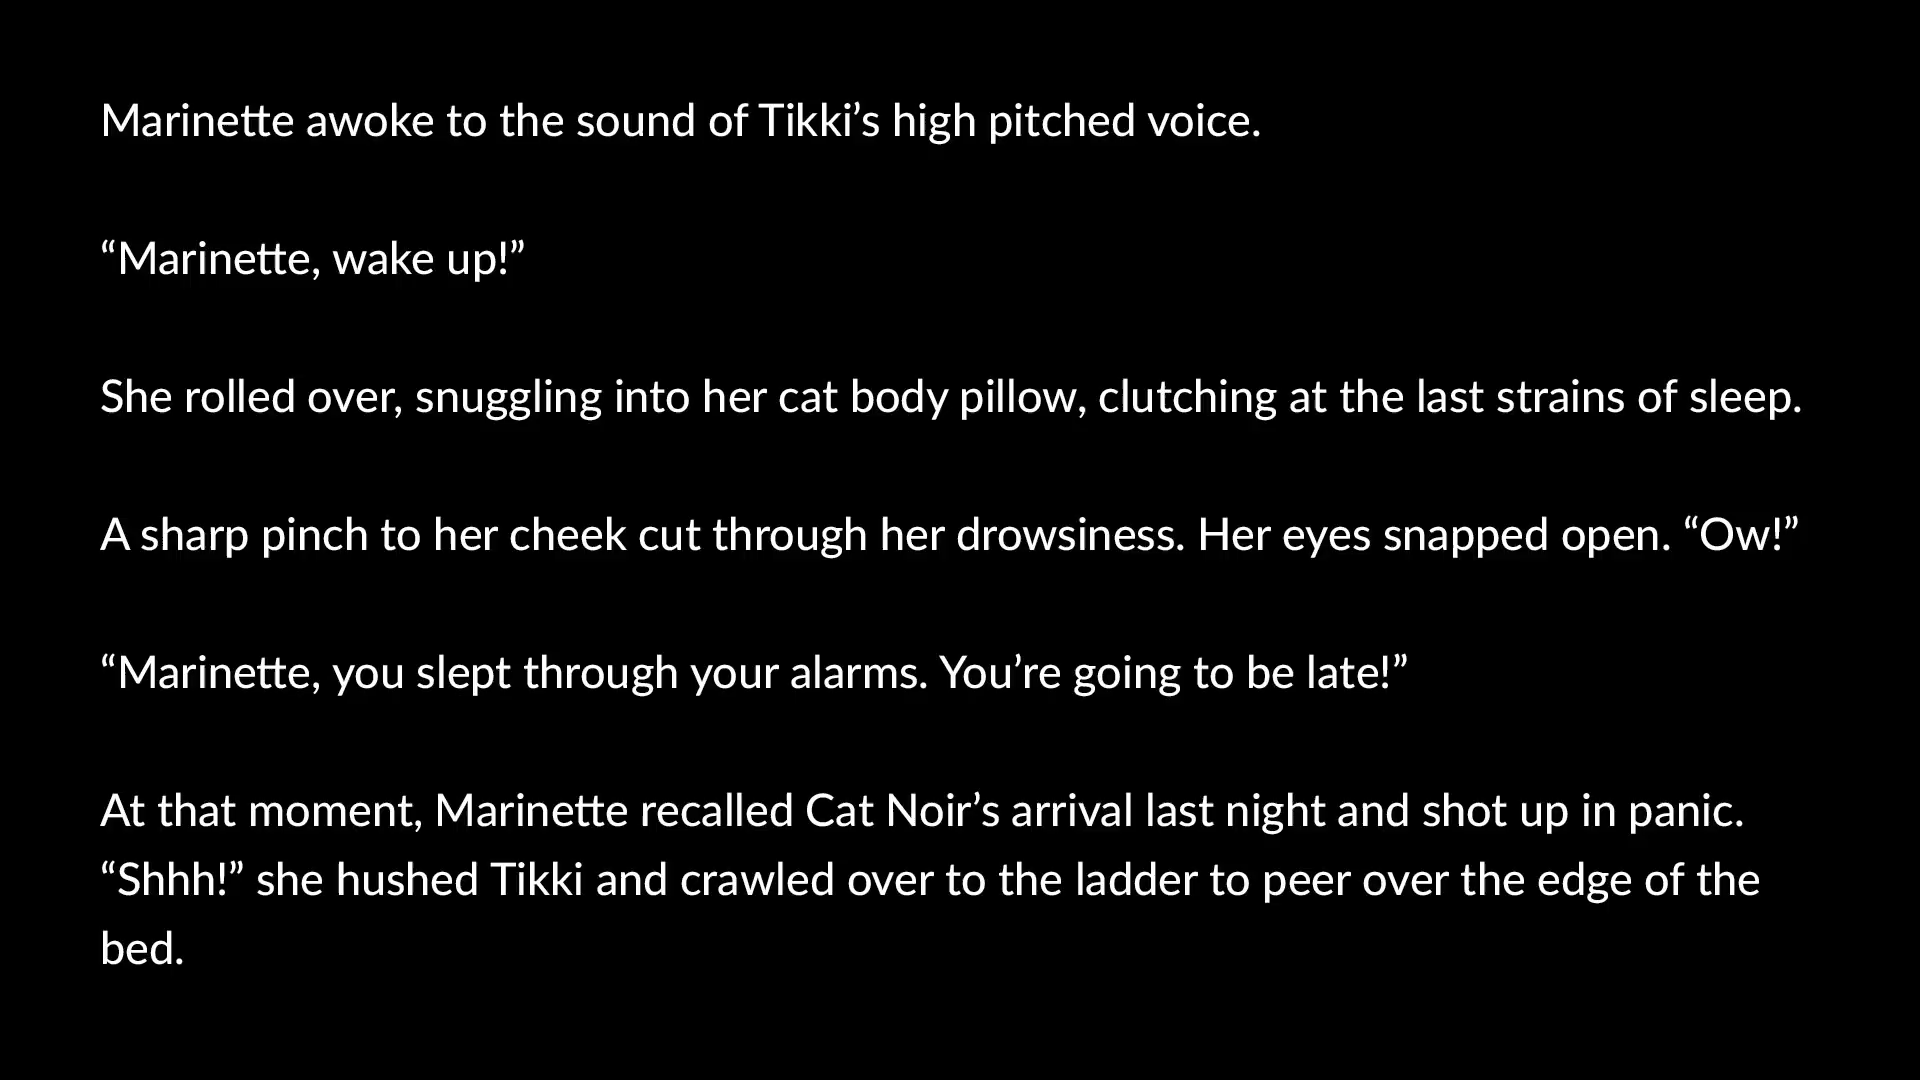 Marinette awoke to the sound of Tikki’s high pitched voice.
“Marinette, wake up!”
She rolled over, snuggling into her cat body pillow, clutching at the last strains of sleep.
A sharp pinch to her cheek cut through her drowsiness. Her eyes snapped open. “Ow!”
“Marinette, you slept through your alarms. You’re going to be late!”
At that moment, Marinette recalled Cat Noir’s arrival last night and shot up in panic.
“Shhh!” she hushed Tikki and crawled over to the ladder to peer over the edge of the
bed.